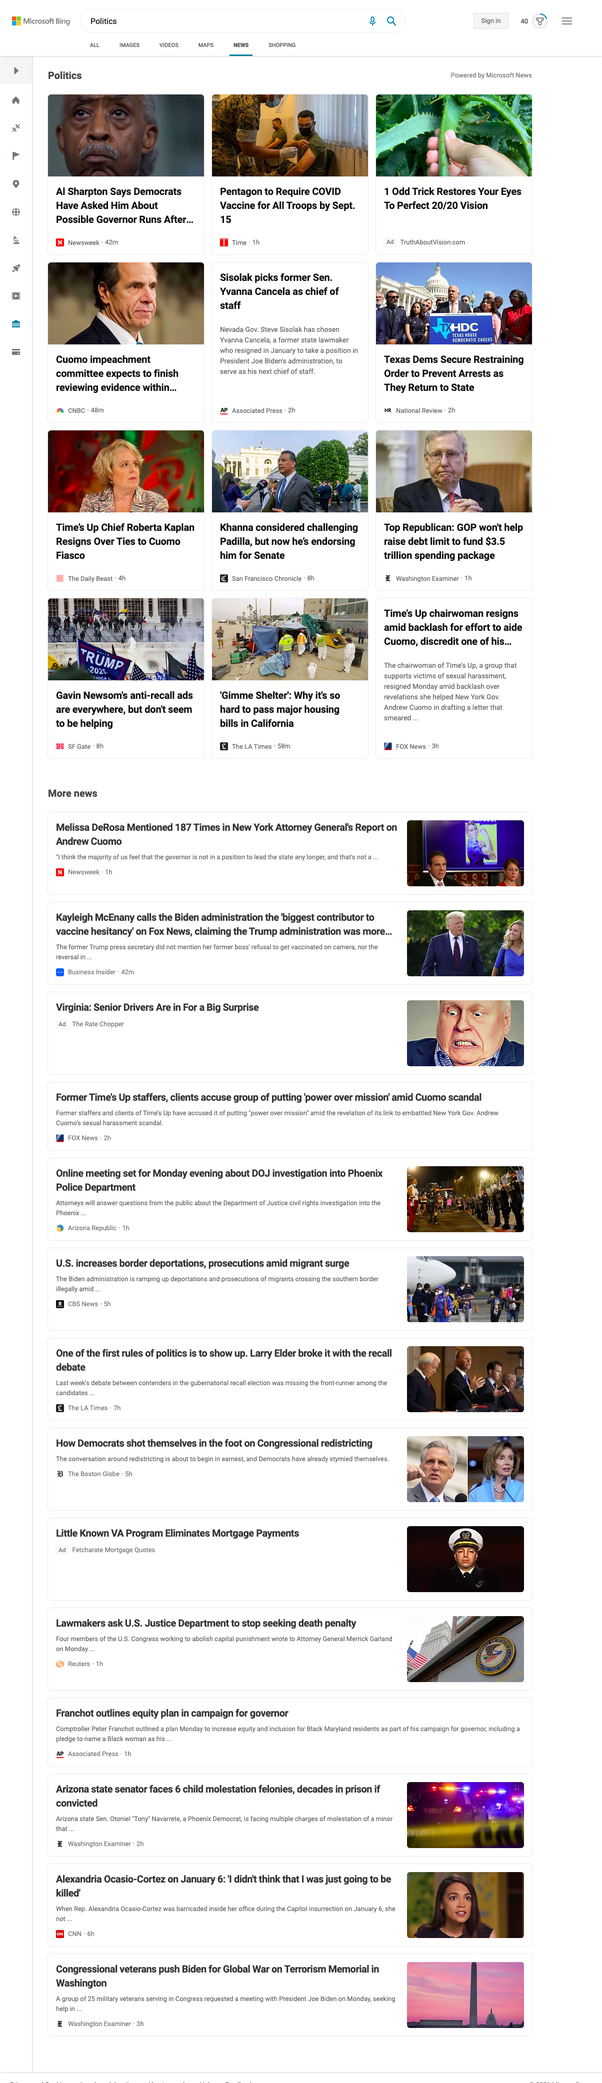 Microsoft Bing
Politics
Sign in
40
ALL
IMAGES
VIDEOS
MAPS
NEWS
SHOPPING
Politics
Powered by Microsoft News
Al Sharpton Says Democrats
Have Asked Him About
Possible Governor Runs After...
Newsweek · 42m
Pentagon to Require COVID
Vaccine for All Troops by Sept.
15
Time · 1h
1 Odd Trick Restores Your Eyes
To Perfect 20/20 Vision
Ad TruthAboutVision.com
Cuomo impeachment
committee expects to finish
reviewing evidence within...
CNBC · 48m
Sisolak picks former Sen.
Yvanna Cancela as chief of
staff
Nevada Gov. Steve Sisolak has chosen
Yvanna Cancela, a former state lawmaker
who resigned in January to take a position in
President Joe Biden's administration, to
serve as his next chief of staff.
AP Associated Press · 2h
HDC
TEXAS HOUSE
DEMOCRATIC CAUCUS
Texas Dems Secure Restraining
Order to Prevent Arrests as
They Return to State
NR National Review · 2h
Time's Up Chief Roberta Kaplan
Resigns Over Ties to Cuomo
Fiasco
The Daily Beast · 4h
Khanna considered challenging
Padilla, but now he's endorsing
him for Senate
San Francisco Chronicle · 8h
Top Republican: GOP won't help
raise debt limit to fund $3.5
trillion spending package
Washington Examiner · 1h
TRUMP
Gavin Newsom's anti-recall ads
are everywhere, but don't seem
to be helping
SF Gate · 8h
'Gimme Shelter': Why it's so
hard to pass major housing
bills in California
The LA Times · 58m
Time's Up chairwoman resigns
amid backlash for effort to aide
Cuomo, discredit one of his...
The chairwoman of Time's Up, a group that
supports victims of sexual harassment,
resigned Monday amid backlash over
revelations she helped New York Gov.
Andrew Cuomo in drafting a letter that
smeared ...
FOX News · 3h
More news
Melissa DeRosa Mentioned 187 Times in New York Attorney General's Report on
Andrew Cuomo
"I think the majority of us feel that the governor is not in a position to lead the state any longer, and that's not a ...
Newsweek · 1h
Kayleigh McEnany calls the Biden administration the 'biggest contributor to
vaccine hesitancy' on Fox News, claiming the Trump administration was more...
The former Trump press secretary did not mention her former boss' refusal to get vaccinated on camera, nor the
reversal in ...
Business Insider · 42m
Virginia: Senior Drivers Are in For a Big Surprise
Ad The Rate Chopper
Former Time's Up staffers, clients accuse group of putting 'power over mission' amid Cuomo scandal
Former staffers and clients of Time's Up have accused it of putting "power over mission" amid the revelation of its link to embattled New York Gov. Andrew
Cuomo's sexual harassment scandal.
FOX News · 2h
Online meeting set for Monday evening about DOJ investigation into Phoenix
Police Department
Attorneys will answer questions from the public about the Department of Justice civil rights investigation into the
Phoenix ...
Arizona Republic · 1h
U.S. increases border deportations, prosecutions amid migrant surge
The Biden administration is ramping up deportations and prosecutions of migrants crossing the southern border
illegally amid ...
CBS News · 5h
One of the first rules of politics is to show up. Larry Elder broke it with the recall
debate
Last week's debate between contenders in the gubernatorial recall election was missing the front-runner among the
candidates ...
The LA Times · 7h
How Democrats shot themselves in the foot on Congressional redistricting
The conversation around redistricting is about to begin in earnest, and Democrats have already stymied themselves.
The Boston Globe · 5h
Little Known VA Program Eliminates Mortgage Payments
Ad Fetcharate Mortgage Quotes
Lawmakers ask U.S. Justice Department to stop seeking death penalty
Four members of the U.S. Congress working to abolish capital punishment wrote to Attorney General Merrick Garland
on Monday ...
Reuters · 1h
Franchot outlines equity plan in campaign for governor
Comptroller Peter Franchot outlined a plan Monday to increase equity and inclusion for Black Maryland residents as part of his campaign for governor, including a
pledge to name a Black woman as his ...
AP Associated Press · 1h
Arizona state senator faces 6 child molestation felonies, decades in prison if
convicted
Arizona state Sen. Otoniel "Tony" Navarrete, a Phoenix Democrat, is facing multiple charges of molestation of a minor
that ...
Washington Examiner · 2h
Alexandria Ocasio-Cortez on January 6: 'I didn't think that I was just going to be
killed'
When Rep. Alexandria Ocasio-Cortez was barricaded inside her office during the Capitol insurrection on January 6, she
not ...
CNN · 6h
Congressional veterans push Biden for Global War on Terrorism Memorial in
Washington
A group of 25 military veterans serving in Congress requested a meeting with President Joe Biden on Monday, seeking
help in ...
Washington Examiner · 3h